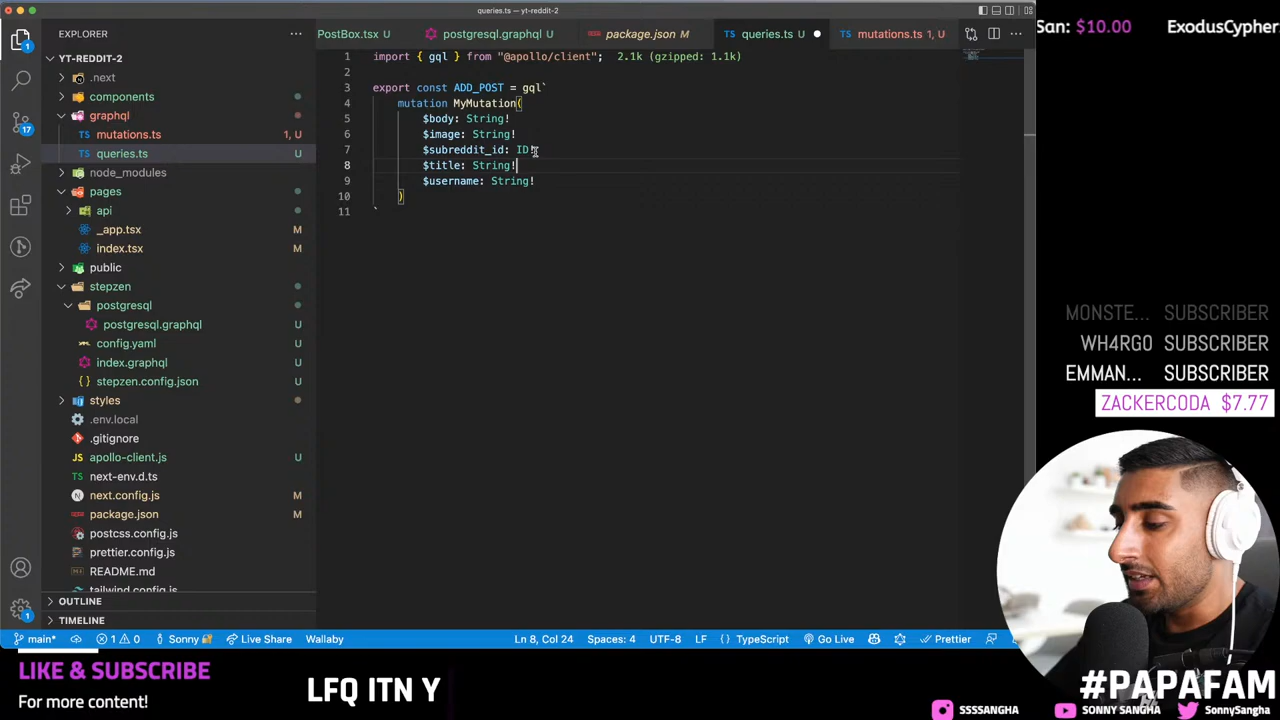 queries.ts — yt-reddit-2
San: $10.00 ExodusCypher:
EXPLORER
PostBox.tsx U
postgresql.graphql U
package.json M
queries.ts U
mutations.ts 1, U
YT-REDDIT-2
.next
components
graphql
mutations.ts 1, U
queries.ts U
node_modules
pages
api
_app.tsx M
index.tsx M
public
stepzen
postgresql
postgresql.graphql U
config.yaml U
index.graphql U
stepzen.config.json U
styles
.env.local
.gitignore
apollo-client.js U
next-env.d.ts
next.config.js M
package.json M
postcss.config.js
prettier.config.js
README.md
tailwind.config.js
OUTLINE
TIMELINE
1 import { gql } from "@apollo/client"; 2.1k (gzipped: 1.1k)
2
3 export const ADD_POST = gql`
4 mutation MyMutation(
5 $body: String!
6 $image: String!
7 $subreddit_id: ID!
8 $title: String!
9 $username: String!
10 )
11 `
MONSTE... SUBSCRIBER
WH4RGO SUBSCRIBER
EMMAN... SUBSCRIBER
ZACKERCODA $7.77
17
1
1
main* 1 0 Sonny Live Share Wallaby Ln 8, Col 24 Spaces: 4 UTF-8 LF {} TypeScript Go Live Prettier
LIKE & SUBSCRIBE
For more content!
LFQ ITN Y
#PAPAFAM
SSSSANGHA SONNY SANGHA SonnySangha